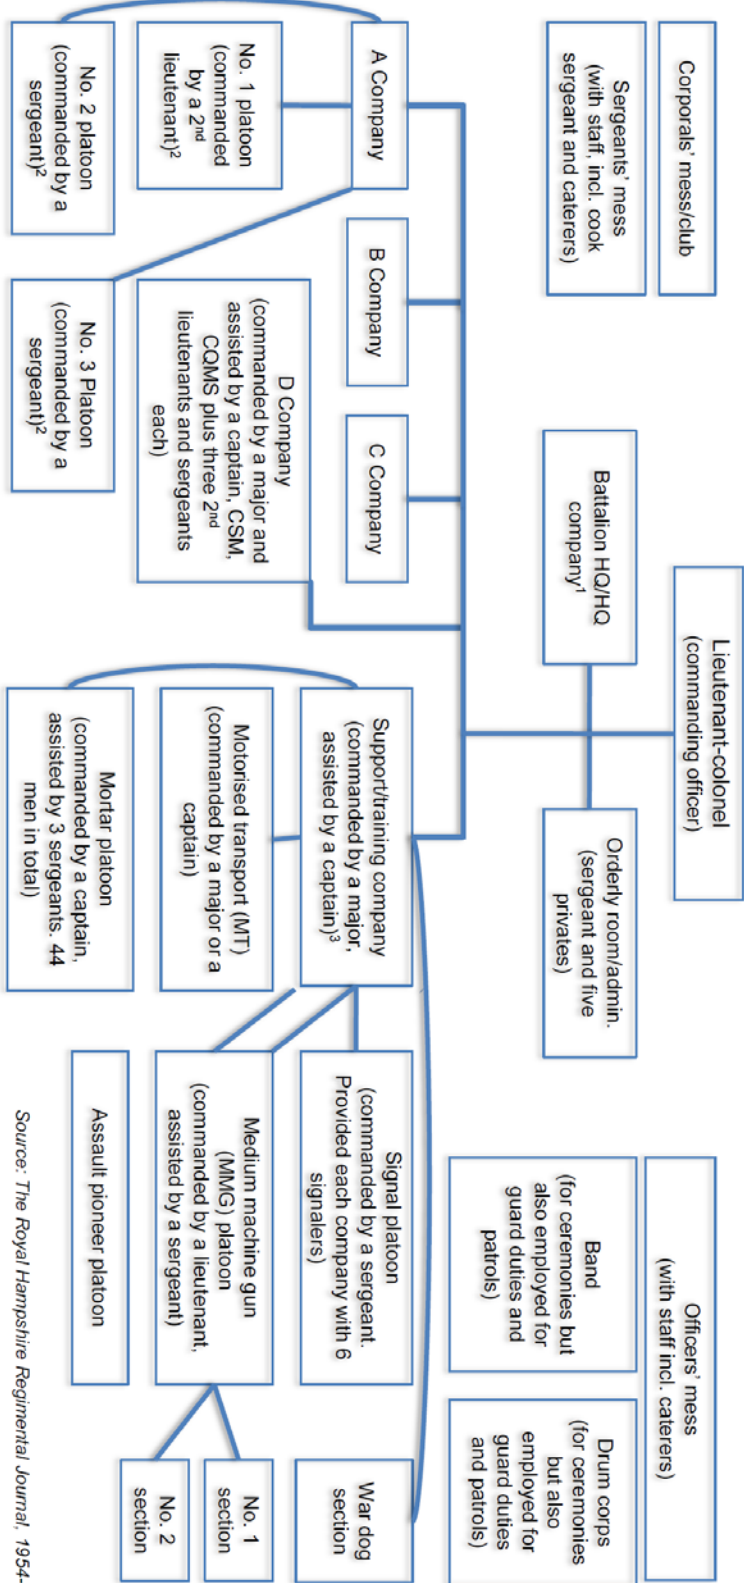 Lieutenant-colonel
(commanding officer)
Corporals' mess/club
Sergeants' mess
(with staff, incl. cook
sergeant and caterers)
Battalion HQ/HQ
company¹
Orderly room/admin.
(sergeant and five
privates)
Officers' mess
(with staff incl. caterers)
Band
(for ceremonies but
also employed for
guard duties and
patrols)
Drum corps
(for ceremonies
but also
employed for
guard duties
and patrols)
A Company
B Company
C Company
D Company
(commanded by a major and
assisted by a captain, CSM,
CQMS plus three 2nd
lieutenants and sergeants
each)
No. 1 platoon
(commanded
by a 2nd
lieutenant)²
No. 2 platoon
(commanded by a
sergeant)²
No. 3 Platoon
(commanded by a
sergeant)²
Support/training company
(commanded by a major,
assisted by a captain)³
Motorised transport (MT)
(commanded by a major or a
captain)
Mortar platoon
(commanded by a captain,
assisted by 3 sergeants. 44
men in total)
Signal platoon
(commanded by a sergeant.
Provided each company with 6
signalers)
Medium machine gun
(MMG) platoon
(commanded by a lieutenant,
assisted by a sergeant)
Assault pioneer platoon
War dog
section
No. 1
section
No. 2
section
Source: The Royal Hampshire Regimental Journal, 1954-